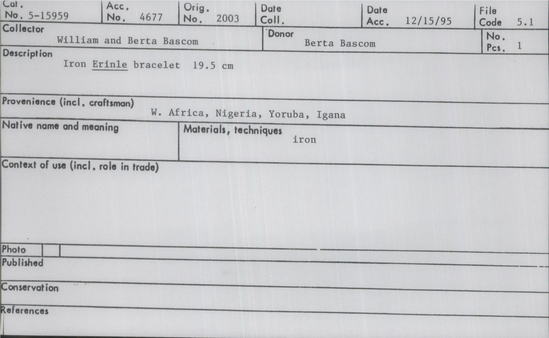 Cat. No. 5-15959 Acc. No. 4677 Orig. No. 2003 Date Coll. Date Acc. 12/15/95 File Code 5.1
Collector William and Berta Bascom Donor Berta Bascom No. Pcs. 1
Description
Iron Erinle bracelet 19.5 cm
Provenience (incl. craftsman)
W. Africa, Nigeria, Yoruba, Igana
Native name and meaning Materials, techniques
iron
Context of use (incl. role in trade)
Photo
Published
Conservation
References